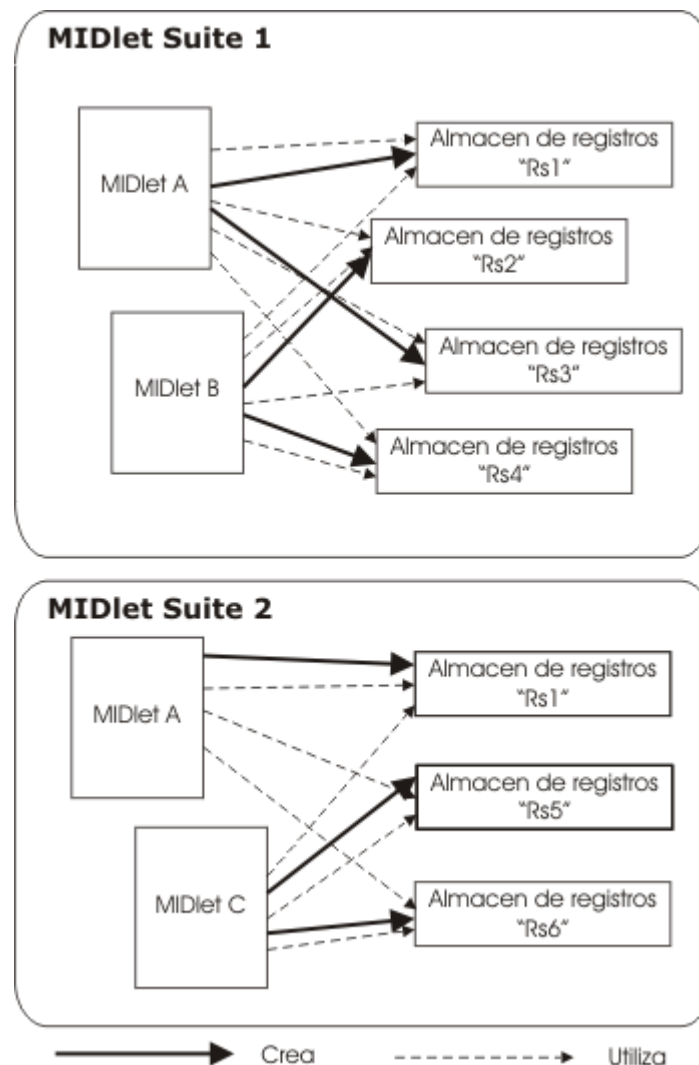 MIDlet Suite 1
MIDlet A
Almacen de registros
"Rs1"
Almacen de registros
"Rs2"
MIDlet B
Almacen de registros
"Rs3"
Almacen de registros
"Rs4"
MIDlet Suite 2
MIDlet A
Almacen de registros
"Rs1"
Almacen de registros
"Rs5"
MIDlet C
Almacen de registros
"Rs6"
Crea
Utiliza